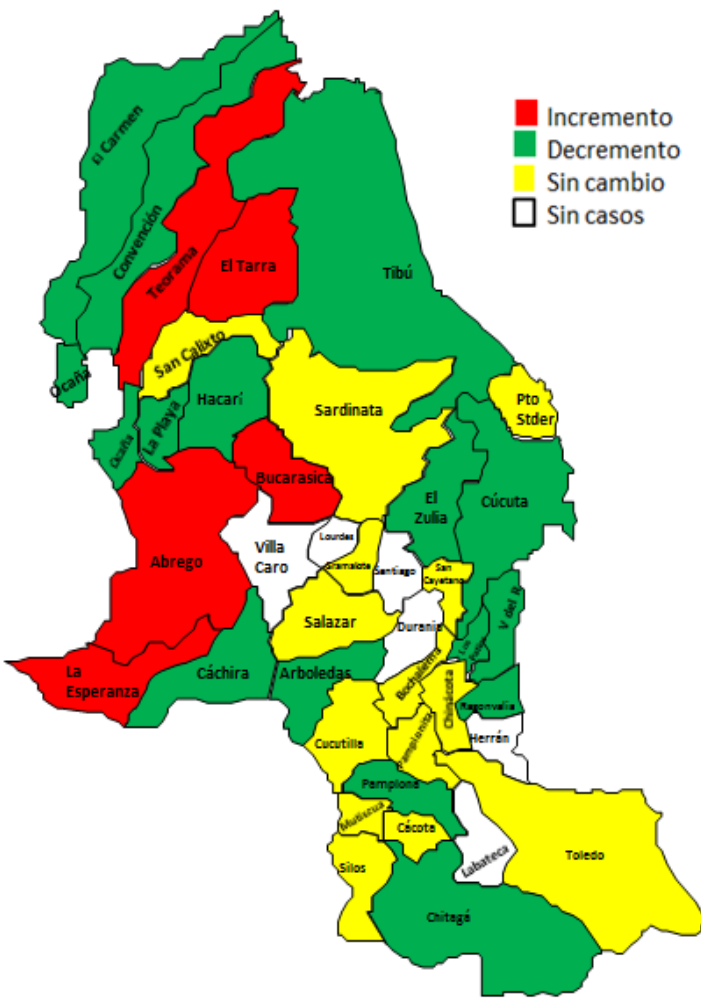 Incremento
Decremento
Sin cambio
Sin casos
El Carmen
Convención
Teorama
El Tarra
Tibú
San Calixto
Ocaña
Hacarí
La Playa
Ocaña
Sardinata
Pto
Stder
Bucarasica
El
Zulia
Cúcuta
Abrego
Villa
Caro
Lourdes
Gramalote
Santiago
San
Cayetano
Salazar
Durania
Los
V del R
La
Esperanza
Cáchira
Arboledas
Bochalema
Chinácota
Ragonvalia
Cucutilla
Pamplonita
Herrán
Pamplona
Mutiscua
Cácota
Silos
Labateca
Toledo
Chitagá